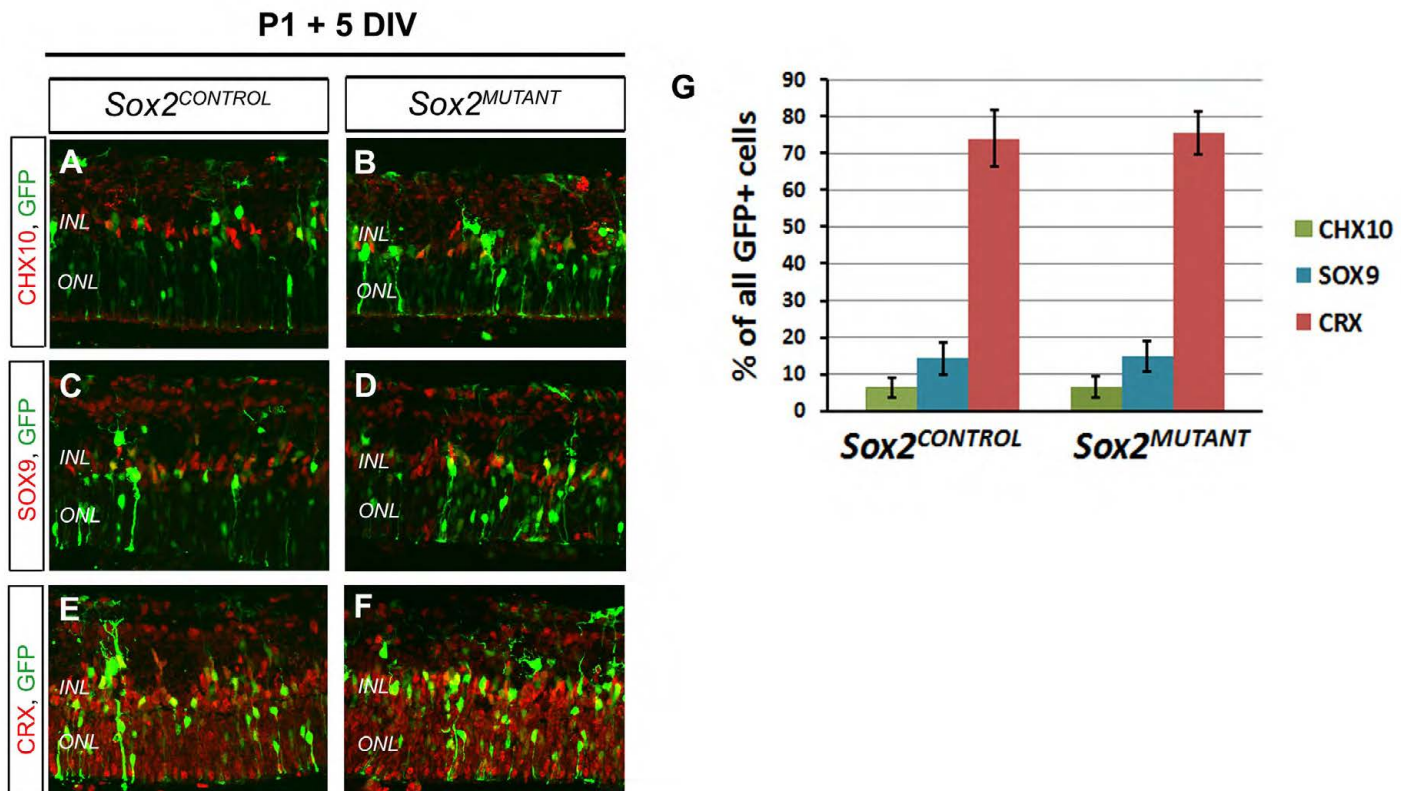 P1 + 5 DIV
Sox2CONTROL
Sox2MUTANT
CHX10, GFP
A
INL
ONL
B
INL
ONL
SOX9, GFP
C
INL
ONL
D
INL
ONL
CRX, GFP
E
INL
ONL
F
INL
ONL
G
% of all GFP+ cells
90
80
70
60
50
40
30
20
10
0
Sox2CONTROL
Sox2MUTANT
CHX10
SOX9
CRX